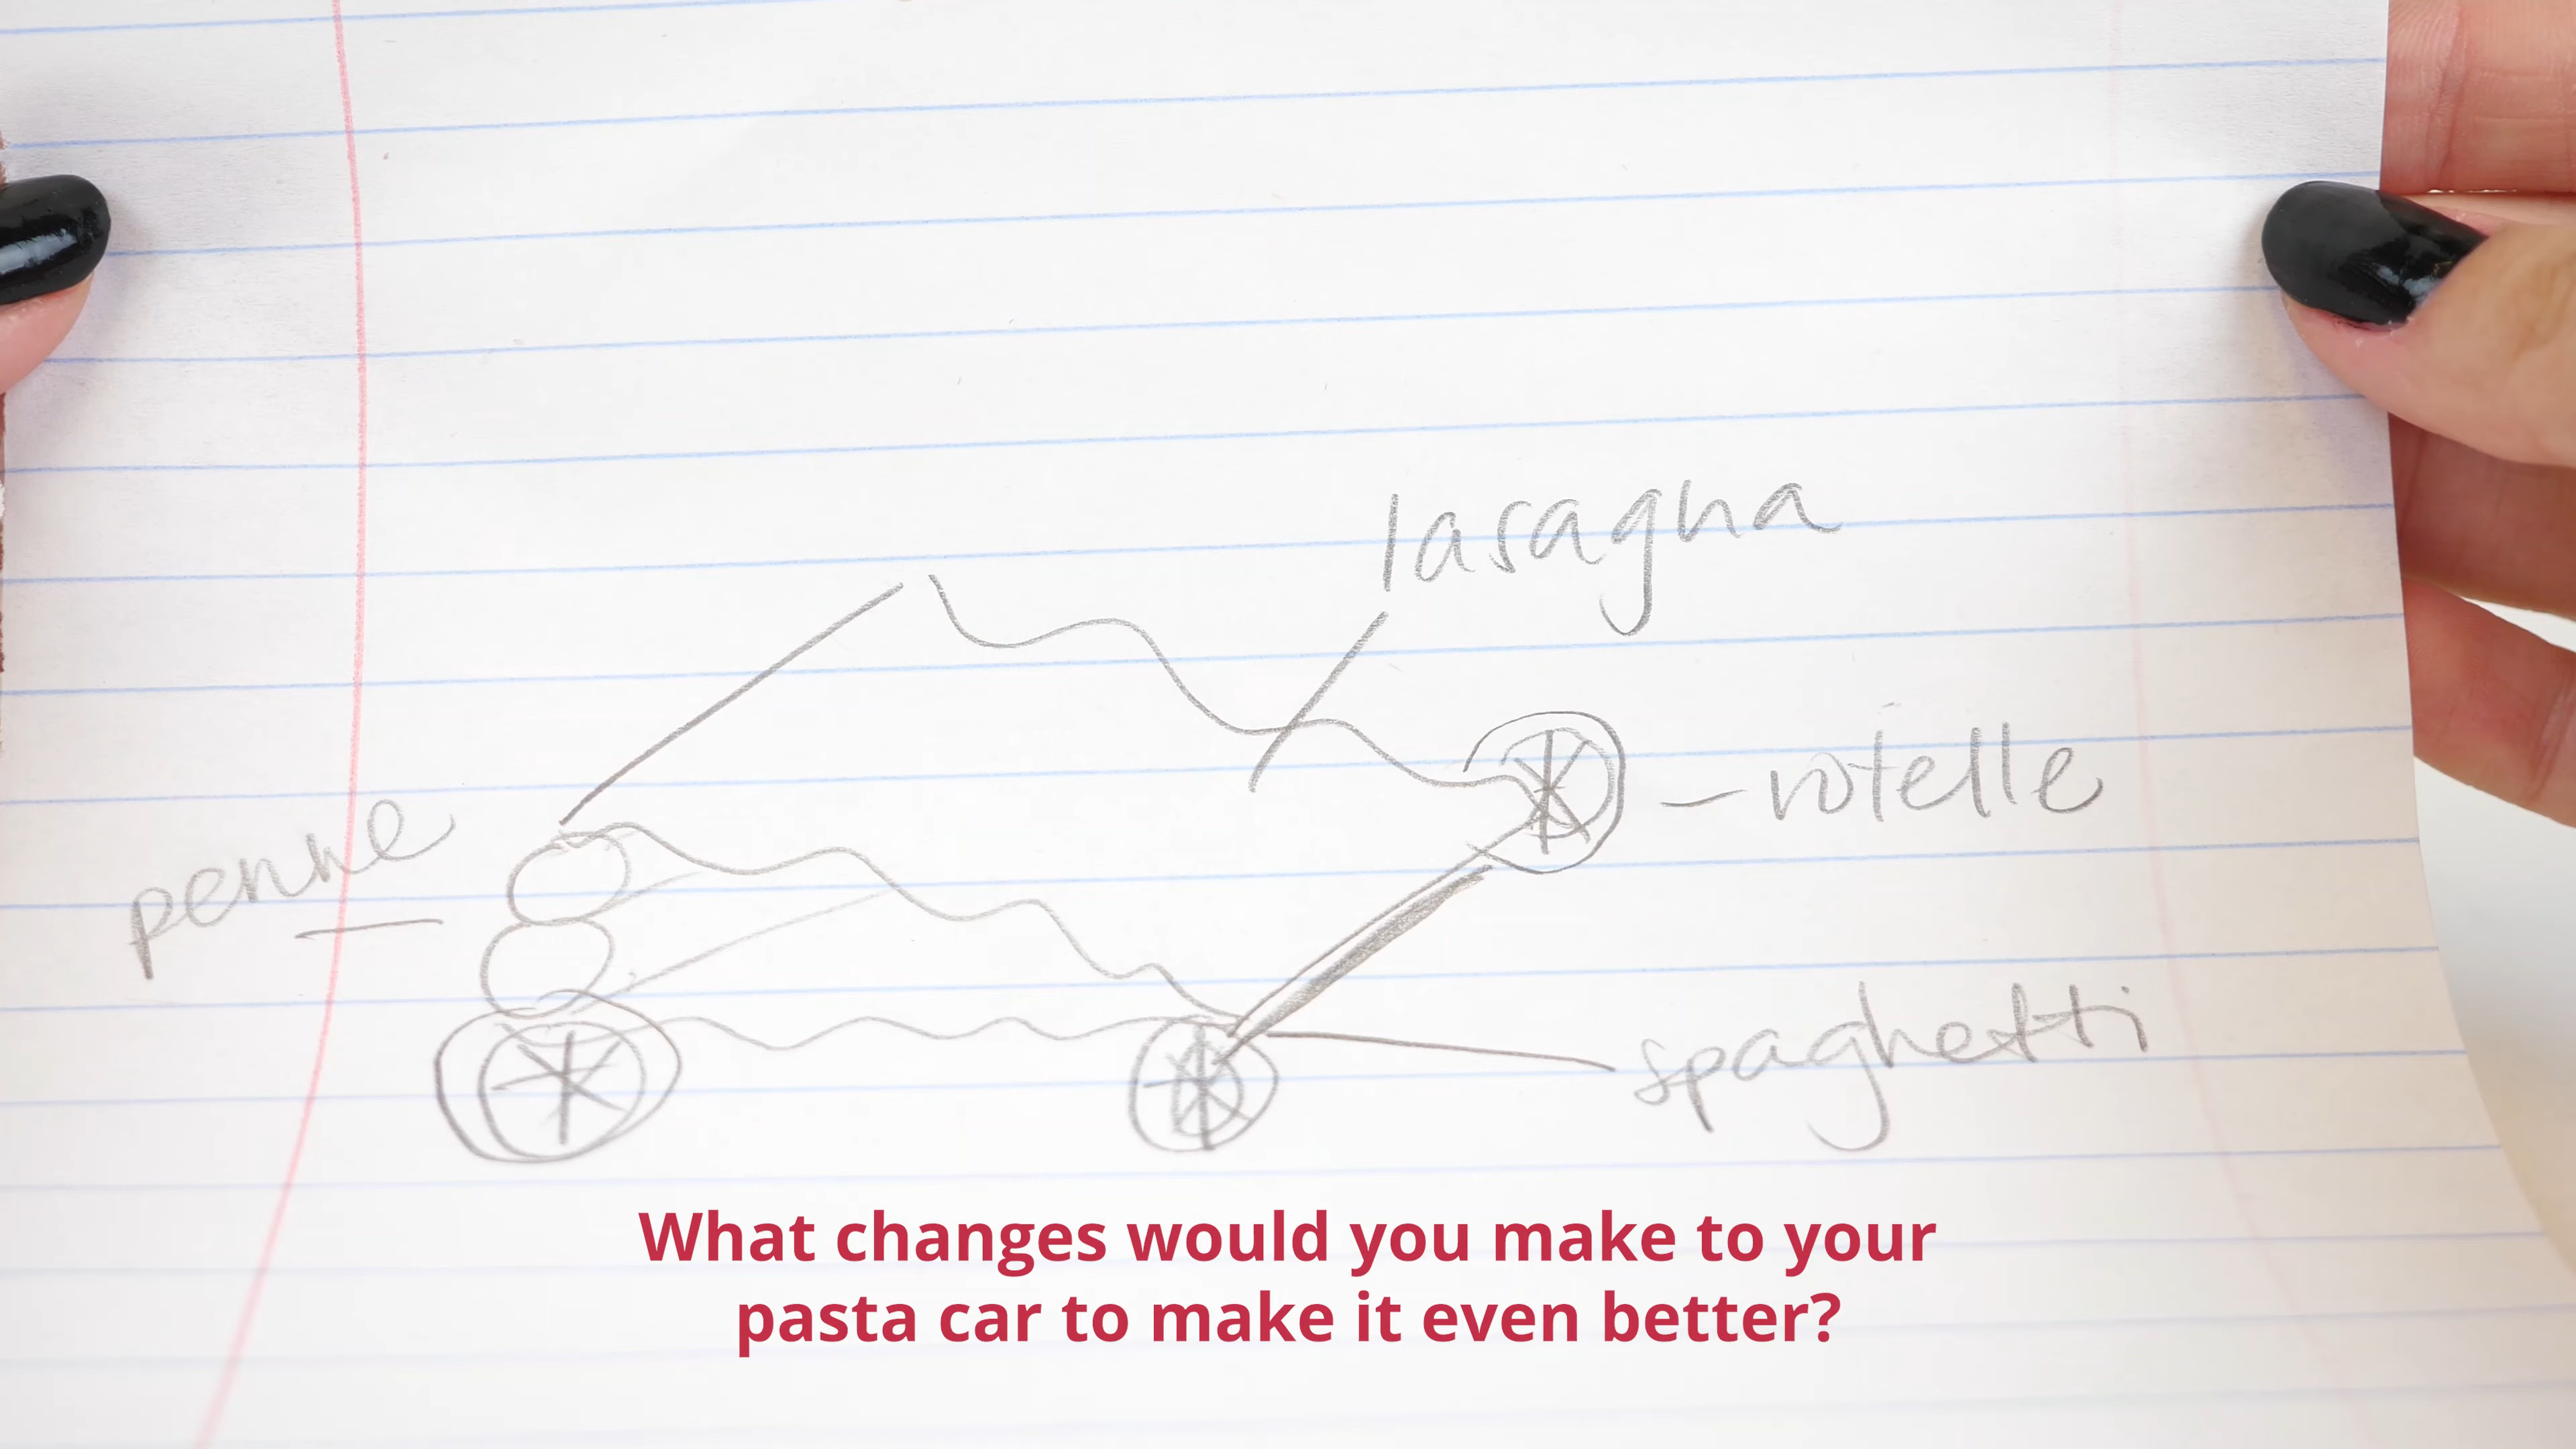 lasagna
rotelle
penne
spaghetti
What changes would you make to your
pasta car to make it even better?